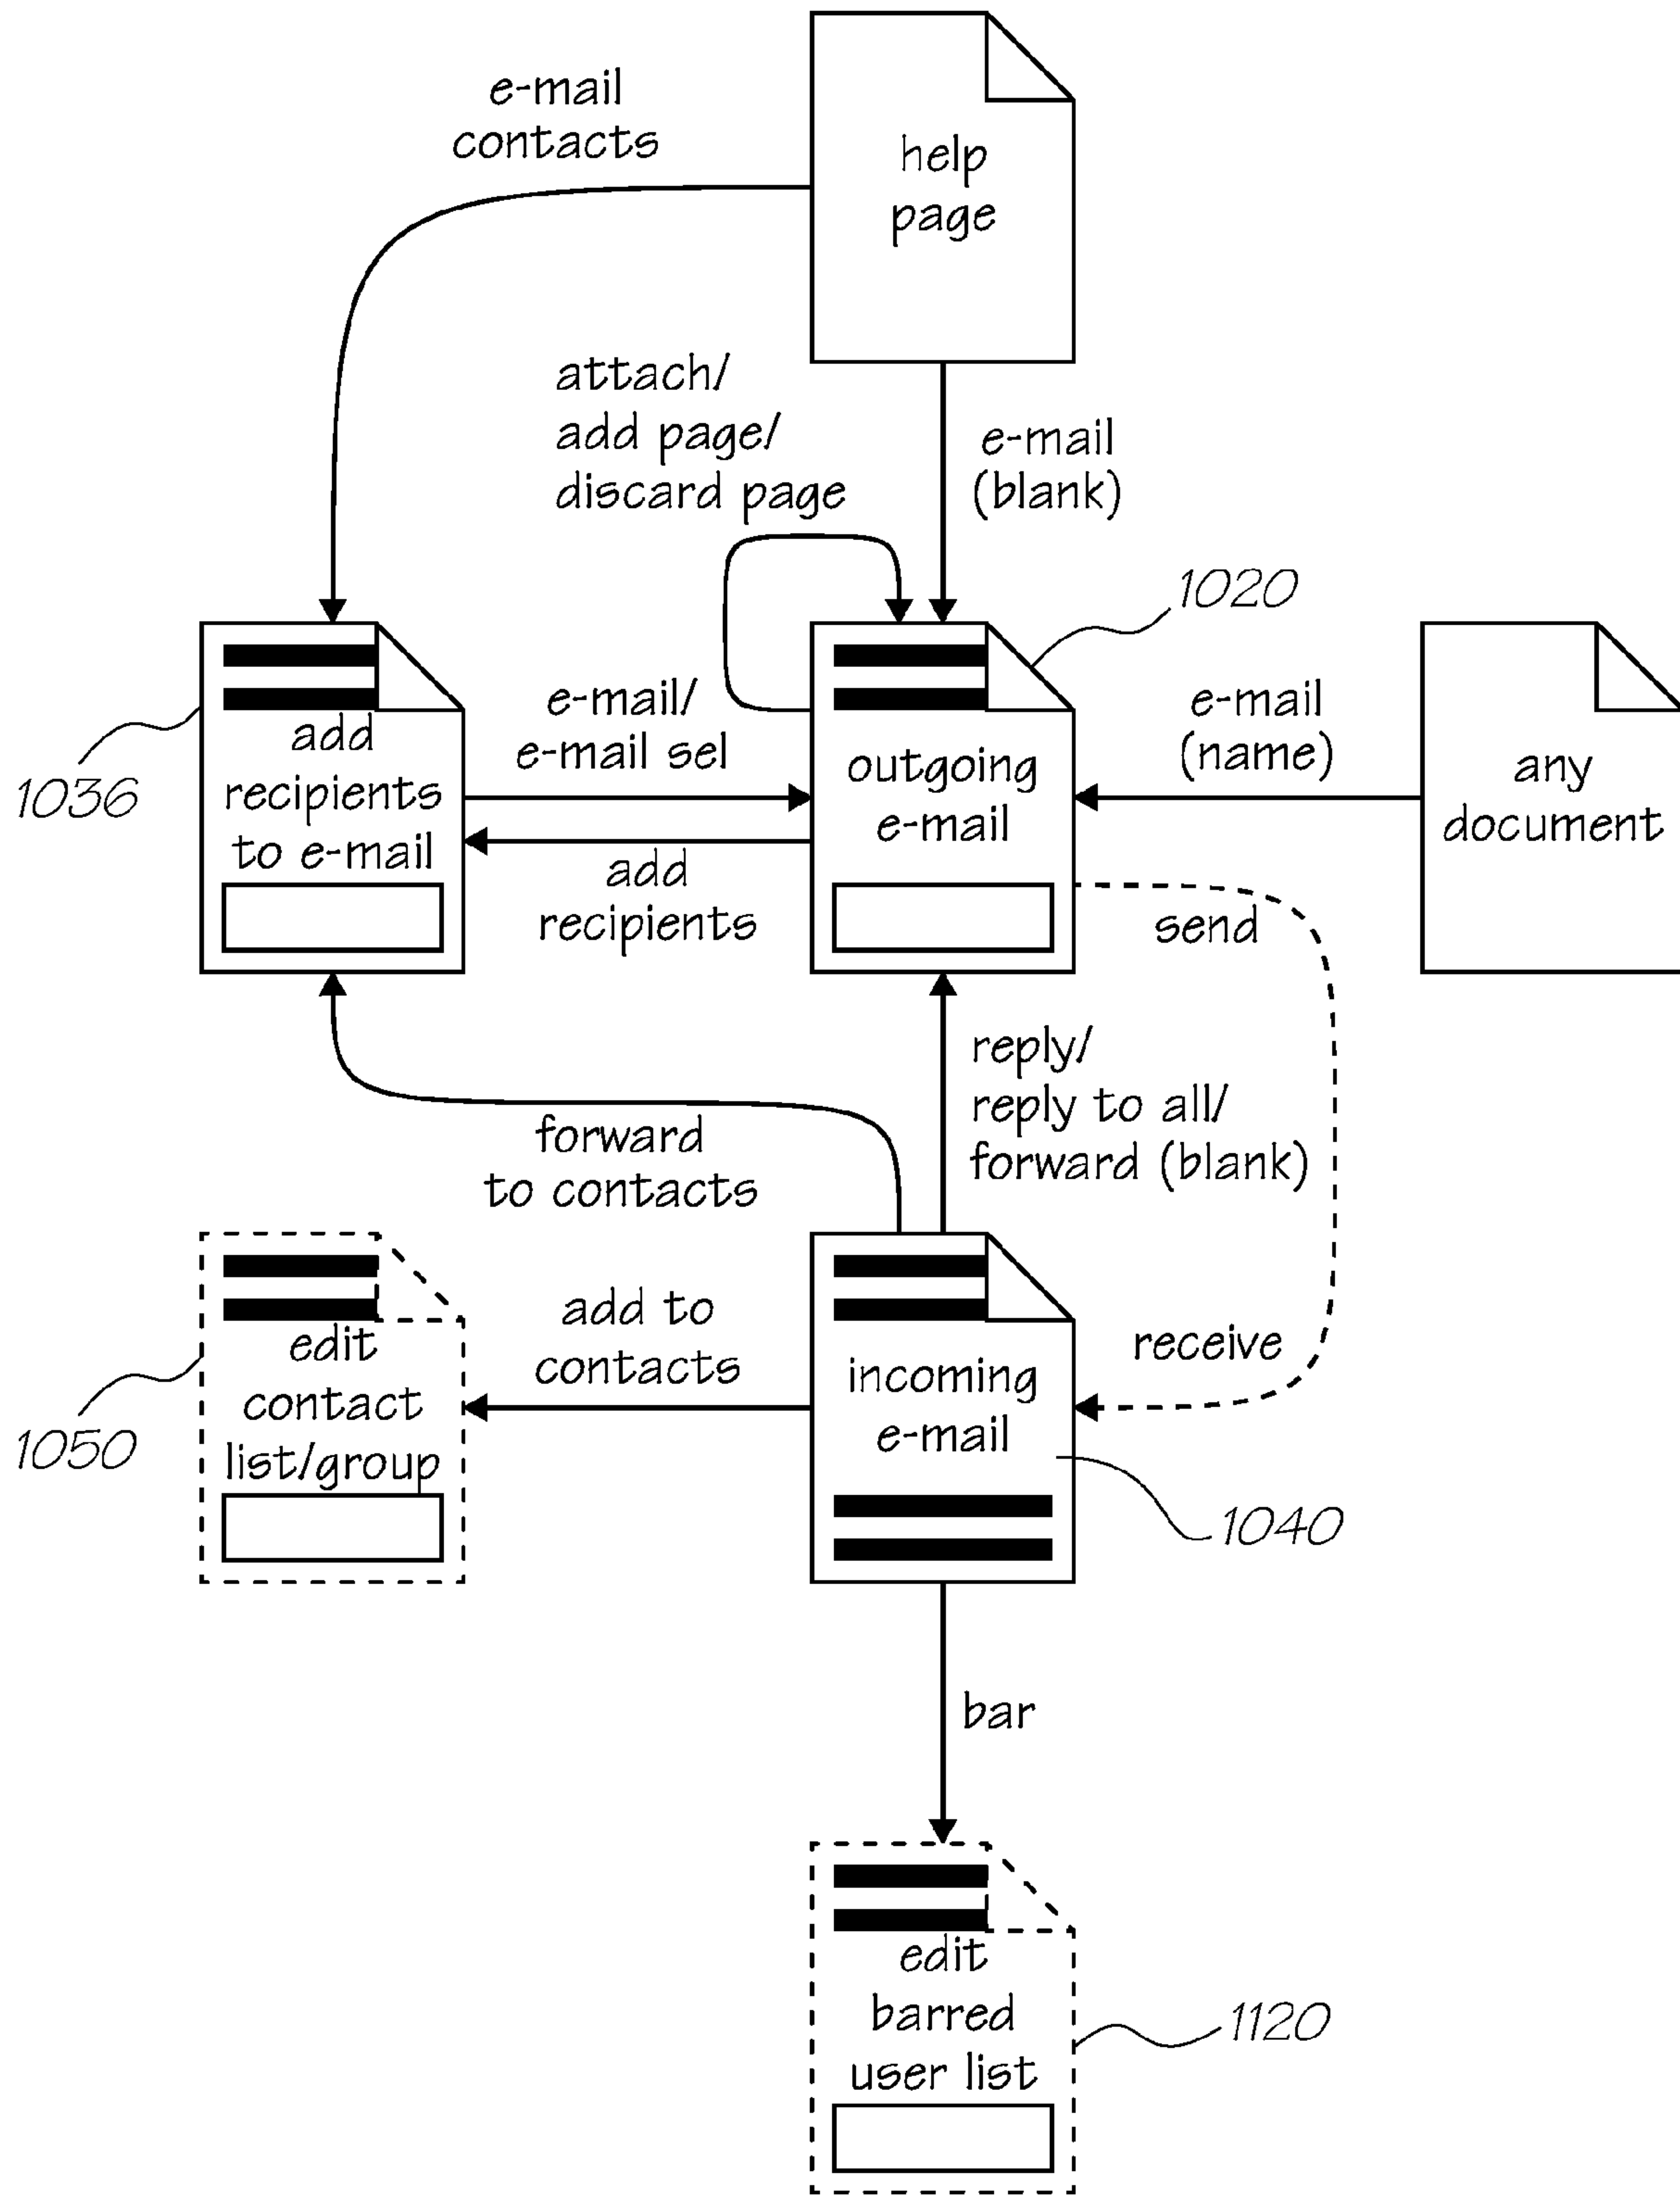 e-mail
contacts
help
page
attach/
add page/
discard page
e-mail
(blank)
1020
1036
add
recipients
to e-mail
e-mail/
e-mail sel
add
recipients
outgoing
e-mail
e-mail
(name)
any
document
send
reply/
reply to all/
forward (blank)
forward
to contacts
1050
edit
contact
list/group
add to
contacts
incoming
e-mail
receive
1040
bar
edit
barred
user list
1120